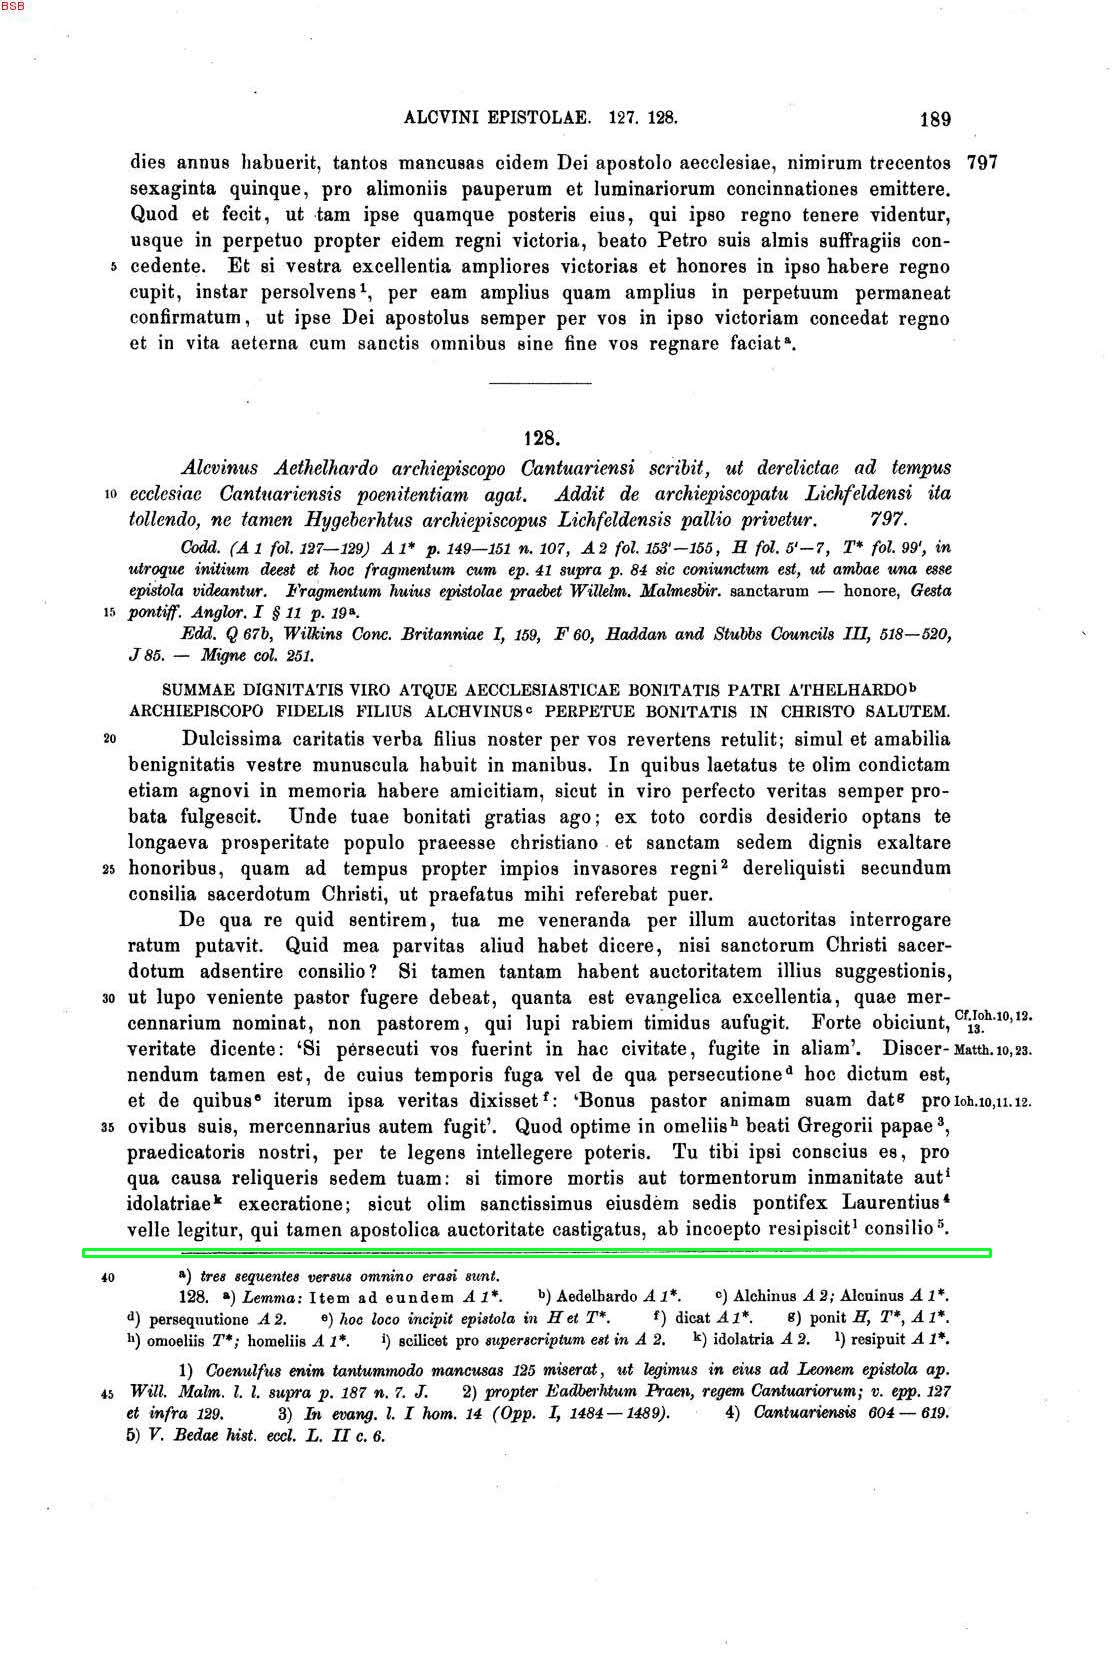 BSB
ALCVINI EPISTOLAE. 127. 128. 189
dies annus habuerit, tantos mancusas eidem Dei apostolo aecclesiae, nimirum trecentos 797
sexaginta quinque, pro alimoniis pauperum et luminariorum concinnationes emittere.
Quod et fecit, ut tam ipse quamque posteris eius, qui ipso regno tenere videntur,
usque in perpetuo propter eidem regni victoria, beato Petro suis almis suffragiis con-
5 cedente. Et si vestra excellentia ampliores victorias et honores in ipso habere regno
cupit, instar persolvens¹, per eam amplius quam amplius in perpetuum permaneat
confirmatum, ut ipse Dei apostolus semper per vos in ipso victoriam concedat regno
et in vita aeterna cum sanctis omnibus sine fine vos regnare faciatᵃ.
128.
Alcvinus Aethelhardo archiepiscopo Cantuariensi scribit, ut derelictae ad tempus
10 ecclesiae Cantuariensis poenitentiam agat. Addit de archiepiscopatu Lichfeldensi ita
tollendo, ne tamen Hygeberhtus archiepiscopus Lichfeldensis pallio privetur. 797.
Codd. (A 1 fol. 127—129) A 1* p. 149—151 n. 107, A 2 fol. 153'—155, H fol. 5'—7, T* fol. 99', in
utroque initium deest et hoc fragmentum cum ep. 41 supra p. 84 sic coniunctum est, ut ambae una esse
epistola videantur. Fragmentum huius epistolae praebet Willelm. Malmesbir. sanctarum — honore, Gesta
15 pontiff. Anglor. I § 11 p. 19ᵃ.
Edd. Q 67b, Wilkins Conc. Britanniae I, 159, F 60, Haddan and Stubbs Councils III, 518—520,
J 85. — Migne col. 251.
SUMMAE DIGNITATIS VIRO ATQUE AECCLESIASTICAE BONITATIS PATRI ATHELHARDOᵇ
ARCHIEPISCOPO FIDELIS FILIUS ALCHVINUSᶜ PERPETUE BONITATIS IN CHRISTO SALUTEM.
20 Dulcissima caritatis verba filius noster per vos revertens retulit; simul et amabilia
benignitatis vestre munuscula habuit in manibus. In quibus laetatus te olim condictam
etiam agnovi in memoria habere amicitiam, sicut in viro perfecto veritas semper pro-
bata fulgescit. Unde tuae bonitati gratias ago; ex toto cordis desiderio optans te
longaeva prosperitate populo praeesse christiano et sanctam sedem dignis exaltare
25 honoribus, quam ad tempus propter impios invasores regni² dereliquisti secundum
consilia sacerdotum Christi, ut praefatus mihi referebat puer.
De qua re quid sentirem, tua me veneranda per illum auctoritas interrogare
ratum putavit. Quid mea parvitas aliud habet dicere, nisi sanctorum Christi sacer-
dotum adsentire consilio? Si tamen tantam habent auctoritatem illius suggestionis,
30 ut lupo veniente pastor fugere debeat, quanta est evangelica excellentia, quae mer-
cennarium nominat, non pastorem, qui lupi rabiem timidus aufugit. Forte obiciunt, Cf. Ioh. 10, 12. 13.
veritate dicente: ‘Si persecuti vos fuerint in hac civitate, fugite in aliam’. Discer- Matth. 10, 23.
nendum tamen est, de cuius temporis fuga vel de qua persecutioneᵈ hoc dictum est,
et de quibusᵉ iterum ipsa veritas dixissetᶠ: ‘Bonus pastor animam suam datᵍ pro Ioh. 10, 11. 12.
35 ovibus suis, mercennarius autem fugit’. Quod optime in omeliisʰ beati Gregorii papae³,
praedicatoris nostri, per te legens intellegere poteris. Tu tibi ipsi conscius es, pro
qua causa reliqueris sedem tuam: si timore mortis aut tormentorum inmanitate autⁱ
idolatriaeᵏ execratione; sicut olim sanctissimus eiusdem sedis pontifex Laurentius⁴
velle legitur, qui tamen apostolica auctoritate castigatus, ab incoepto resipiscitˡ consilio⁵.
40 ᵃ) tres sequentes versus omnino erasi sunt.
128. ᵃ) Lemma: Item ad eundem A 1*. ᵇ) Aedelhardo A 1*. ᶜ) Alchinus A 2; Alcuinus A 1*.
ᵈ) persequutione A 2. ᵉ) hoc loco incipit epistola in H et T*. ᶠ) dicat A 1*. ᵍ) ponit H, T*, A 1*.
ʰ) omoeliis T*; homeliis A 1*. ⁱ) scilicet pro superscriptum est in A 2. ᵏ) idolatria A 2. ˡ) resipuit A 1*.
1) Coenulfus enim tantummodo mancusas 125 miserat, ut legimus in eius ad Leonem epistola ap.
45 Will. Malm. l. l. supra p. 187 n. 7. J. 2) propter Eadberhtum Praen, regem Cantuariorum; v. epp. 127
et infra 129. 3) In evang. l. I hom. 14 (Opp. I, 1484—1489). 4) Cantuariensis 604—619.
5) V. Bedae hist. eccl. L. II c. 6.